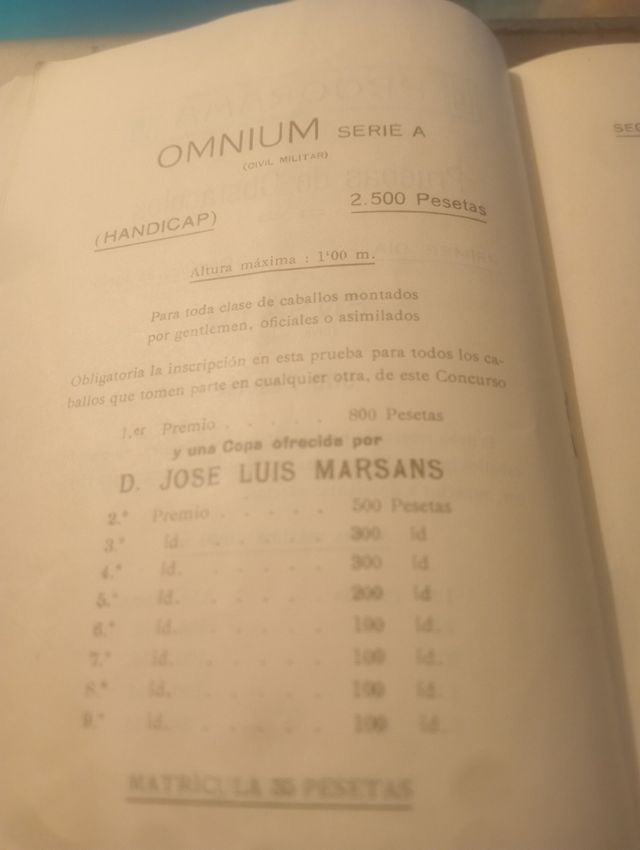 OMNIUM SERIE A
(CIVIL MILITAR)
(HANDICAP) 2.500 Pesetas
Altura máxima : 1'00 m.
Para toda clase de caballos montados
por gentlemen, oficiales o asimilados
Obligatoria la inscripción en esta prueba para todos los ca-
ballos que tomen parte en cualquier otra, de este Concurso
1.er Premio . . . . . 800 Pesetas
y una Copa ofrecida por
D. JOSE LUIS MARSANS
2.º Premio . . . . . 500 Pesetas
3.º id. . . . . . 300 id
4.º id. . . . . . 300 id
5.º id. . . . . . 200 id
6.º id. . . . . . 100 id.
7.º id. . . . . . 100 id.
8.º id. . . . . . 100 id.
9.º id. . . . . . 100 id.
MATRÍCULA 35 PESETAS
SEG